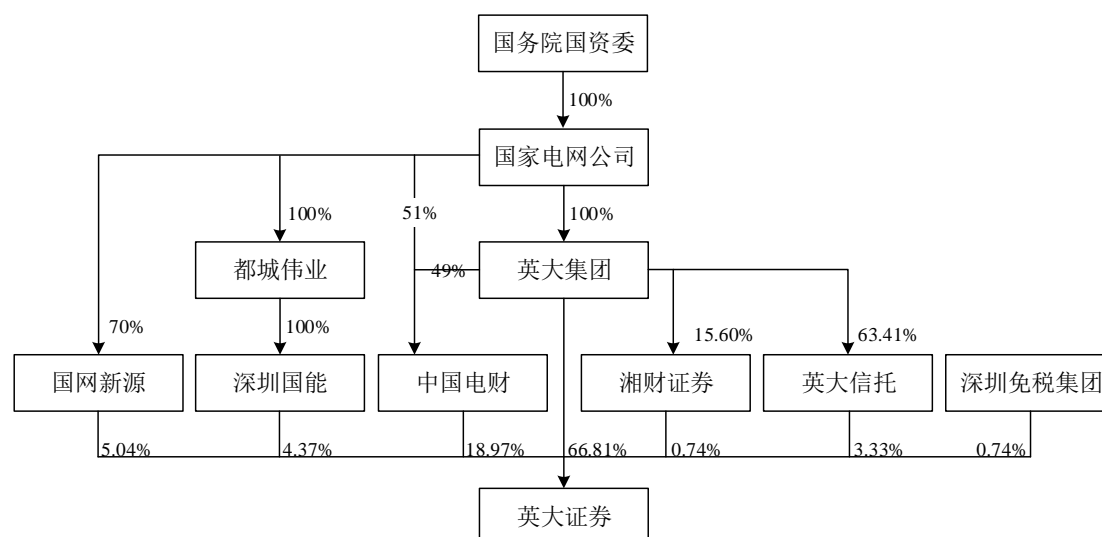 国务院国资委
100%
国家电网公司
100%
51%
100%
都城伟业
49%
英大集团
70%
100%
15.60%
63.41%
国网新源
深圳国能
中国电财
湘财证券
英大信托
深圳免税集团
5.04%
4.37%
18.97%
66.81%
0.74%
3.33%
0.74%
英大证券